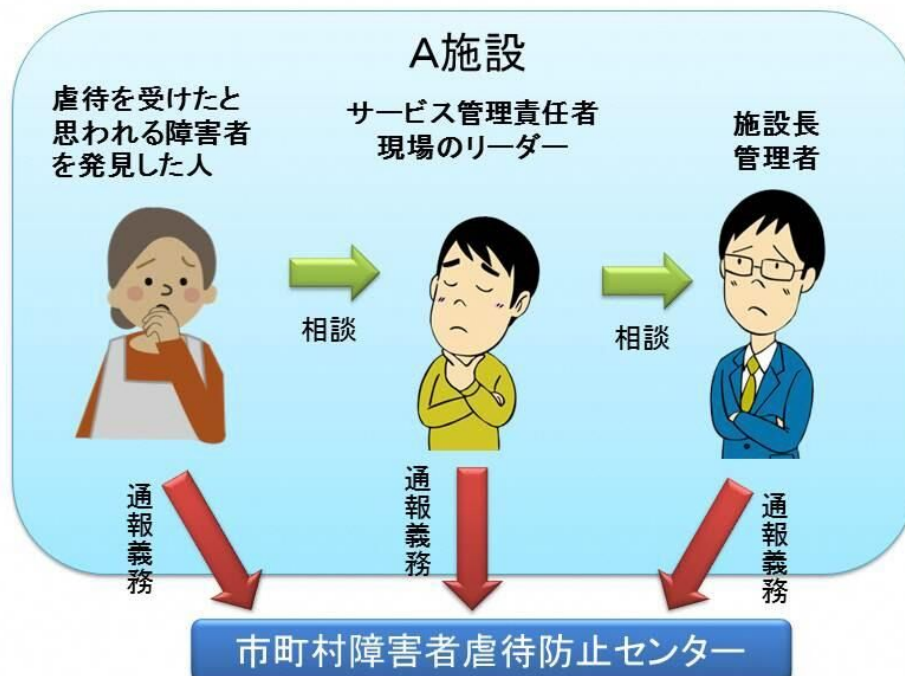 A施設
虐待を受けたと
思われる障害者
を発見した人
サービス管理責任者
現場のリーダー
施設長
管理者
相談
相談
通報義務
通報義務
通報義務
市町村障害者虐待防止センター